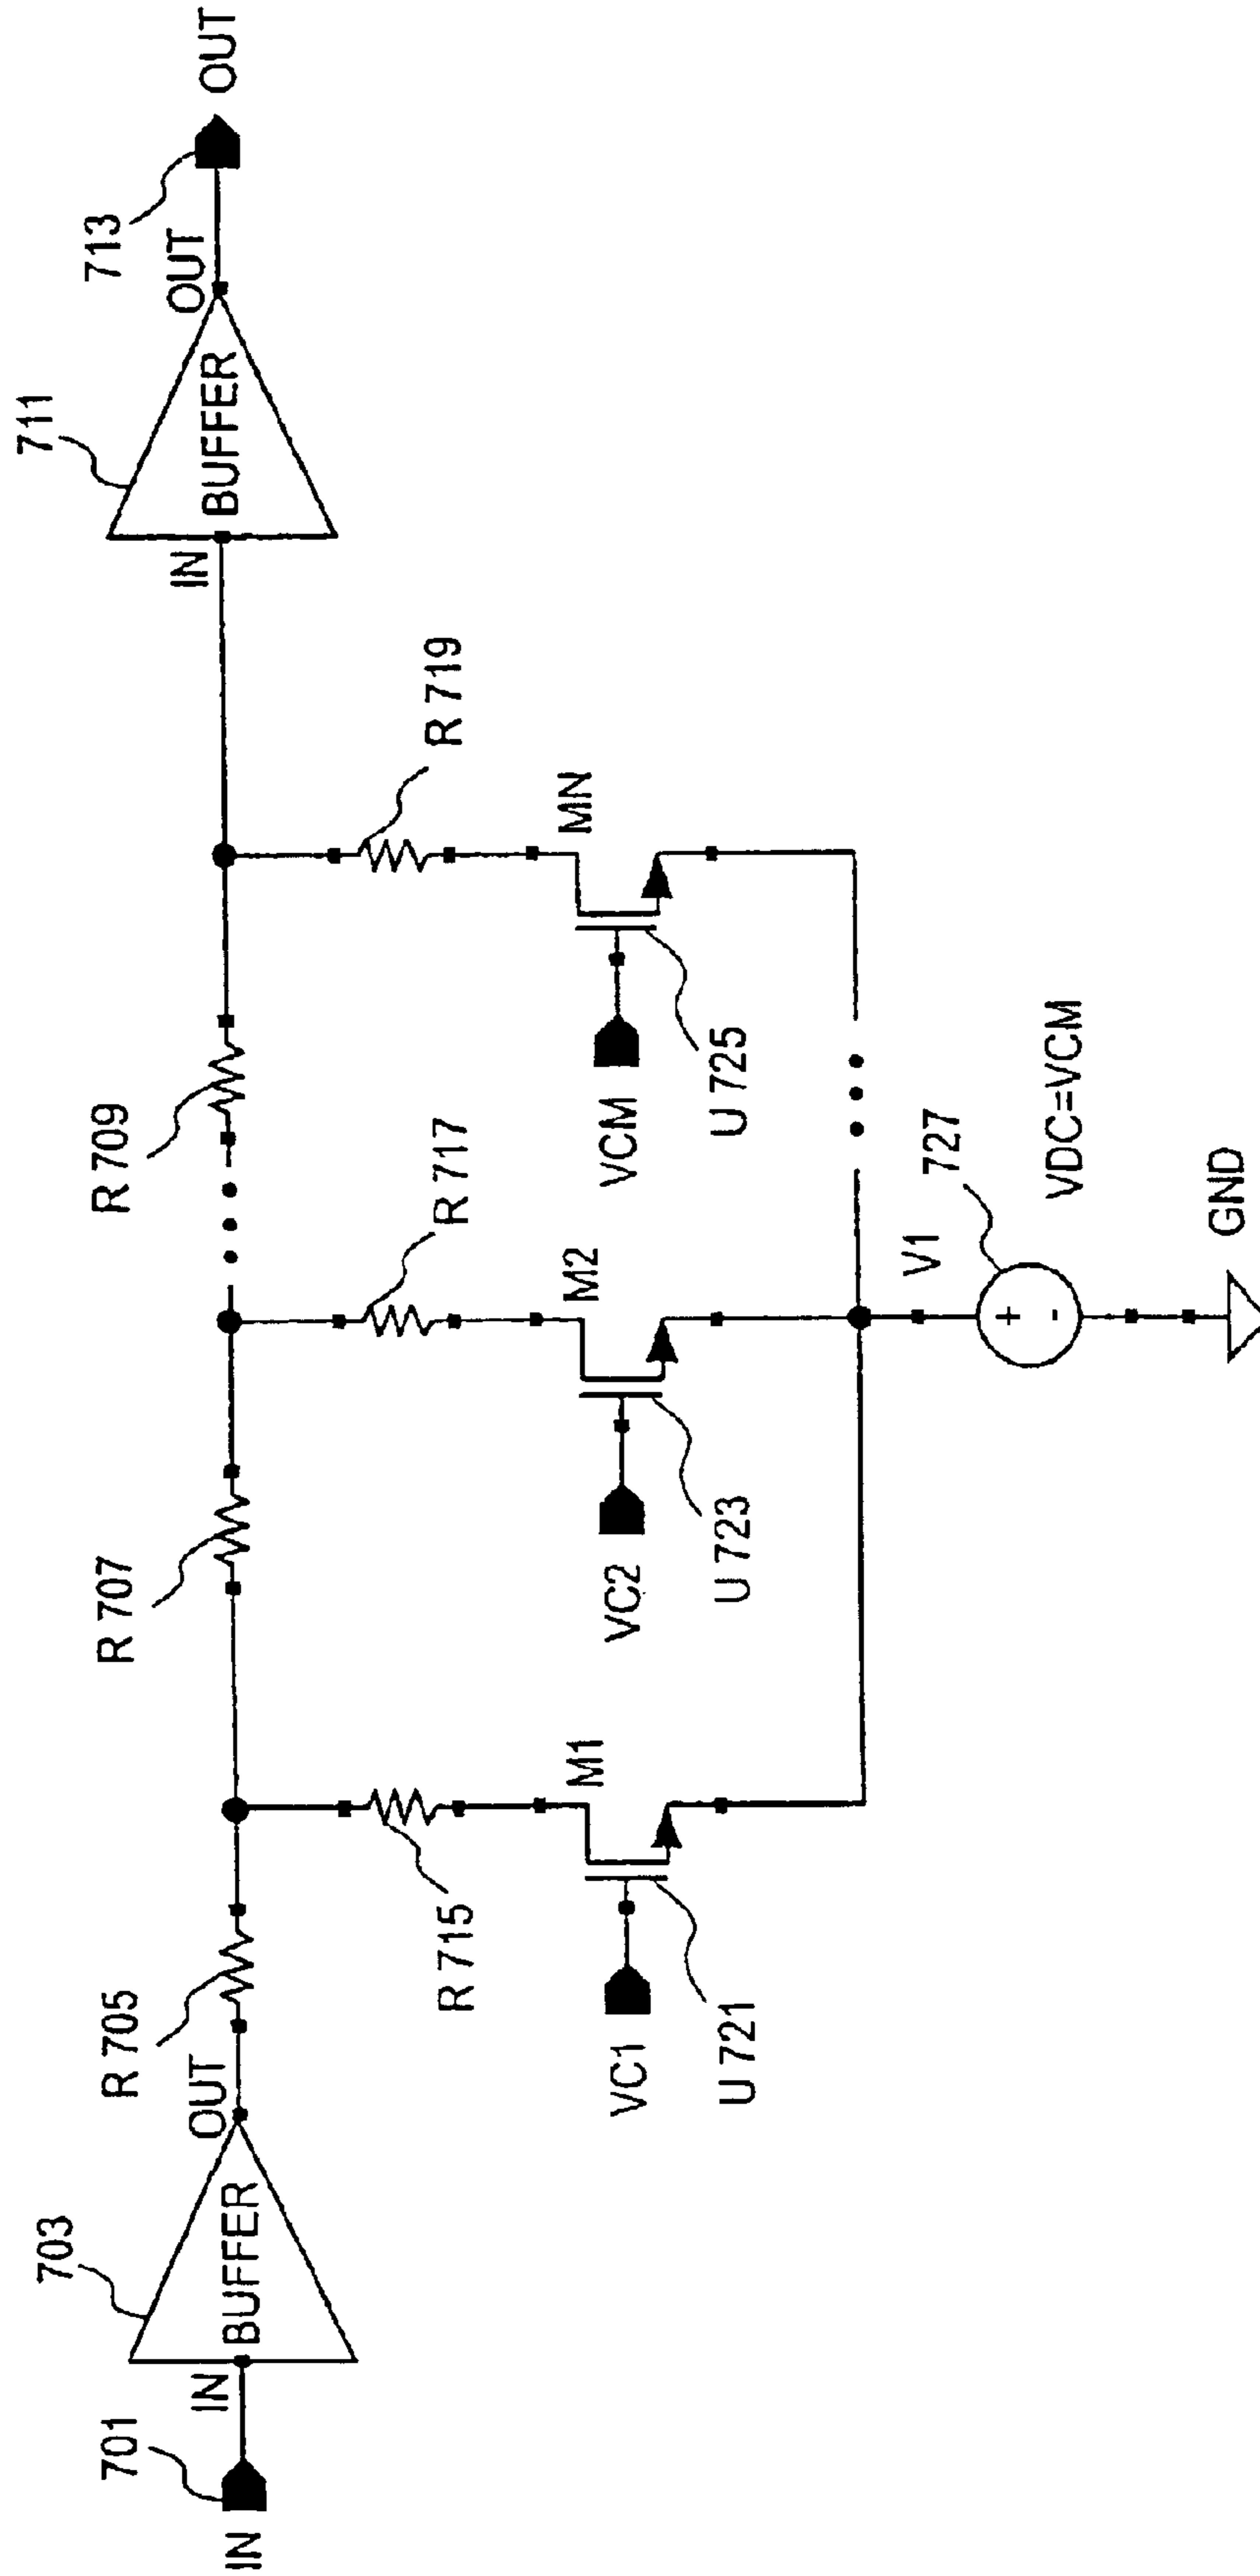 IN
701
IN
703
BUFFER
OUT
R 705
R 707
R 709
IN
711
BUFFER
OUT
713
OUT
R 715
R 717
R 719
M1
M2
MN
VC1
VC2
VCM
U 721
U 723
U 725
V1
727
VDC=VCM
GND